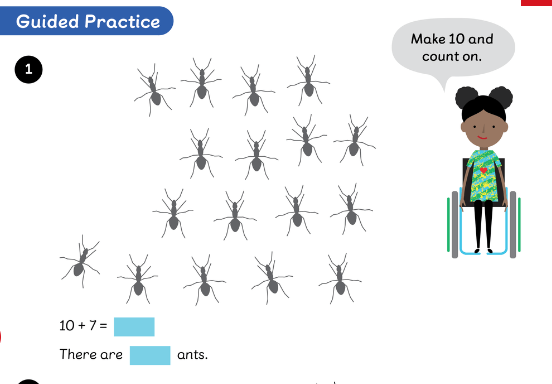 Guided Practice
Make 10 and
count on.
1
10 + 7 =
There are ants.